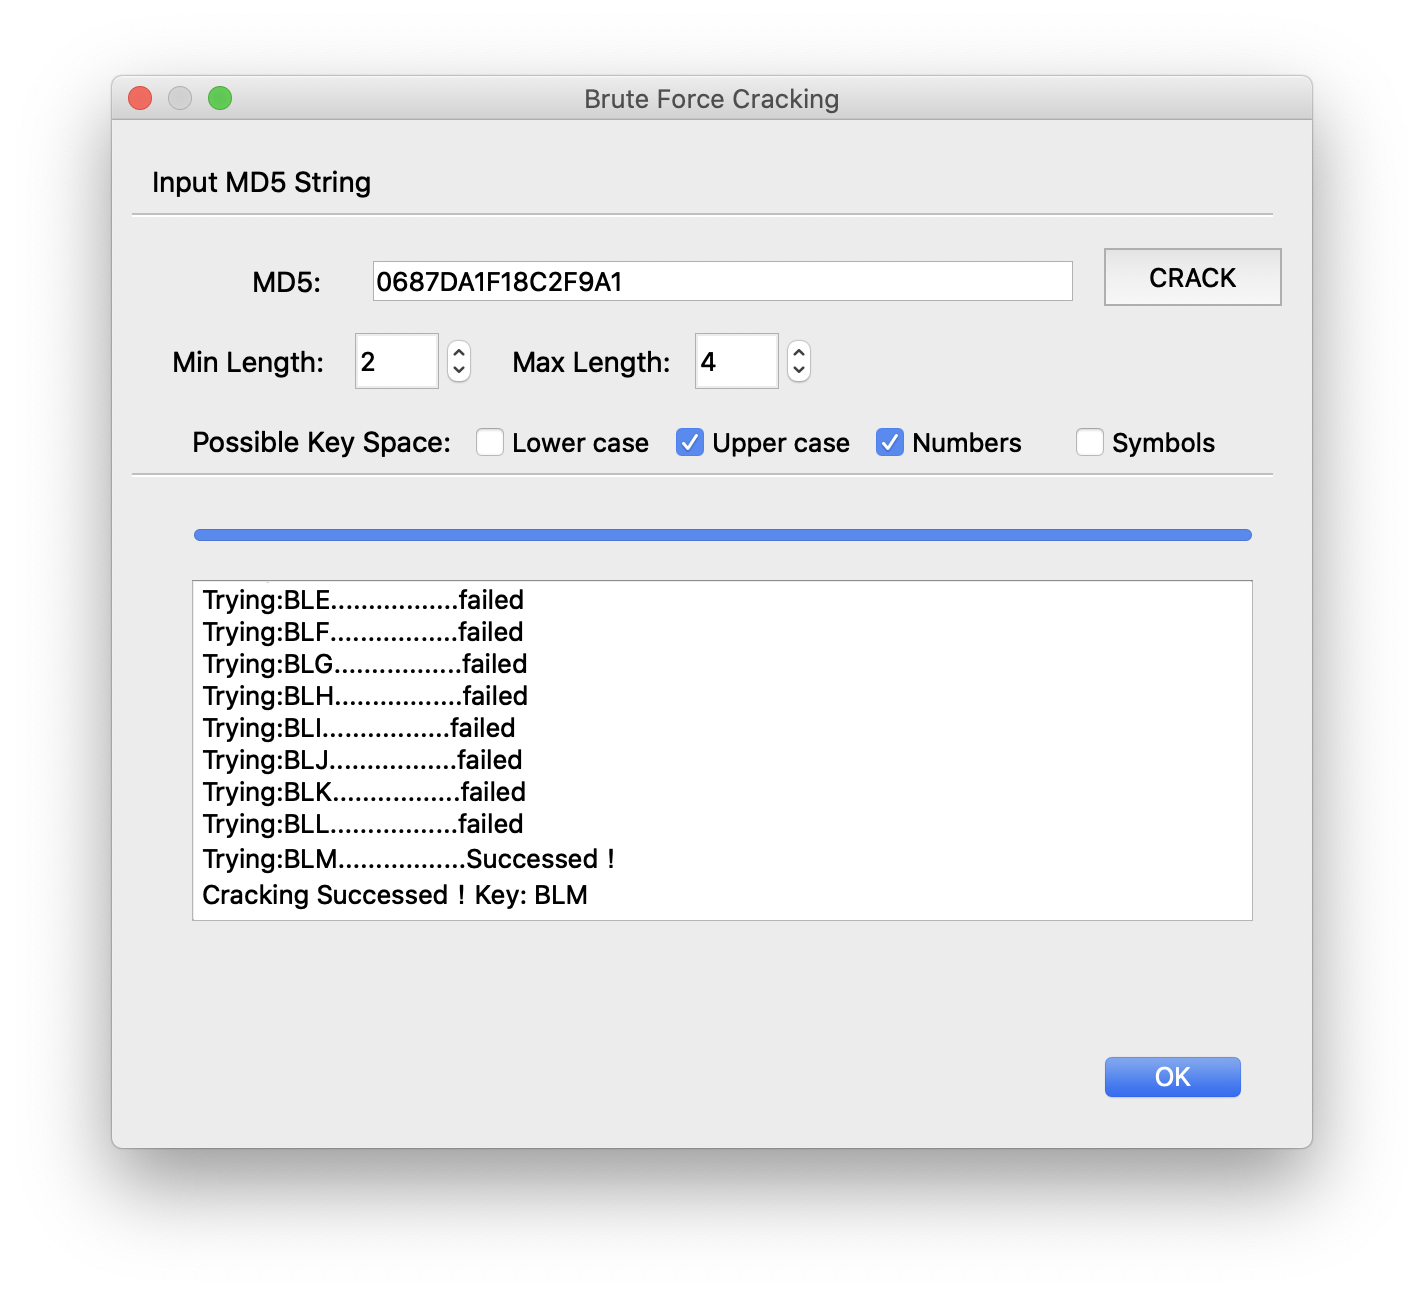 Brute Force Cracking
Input MD5 String
MD5: 0687DA1F18C2F9A1 CRACK
Min Length: 2 Max Length: 4
Possible Key Space: Lower case Upper case Numbers Symbols
Trying:BLE.................failed
Trying:BLF.................failed
Trying:BLG.................failed
Trying:BLH.................failed
Trying:BLI.................failed
Trying:BLJ.................failed
Trying:BLK.................failed
Trying:BLL.................failed
Trying:BLM.................Successed！
Cracking Successed！Key: BLM
OK